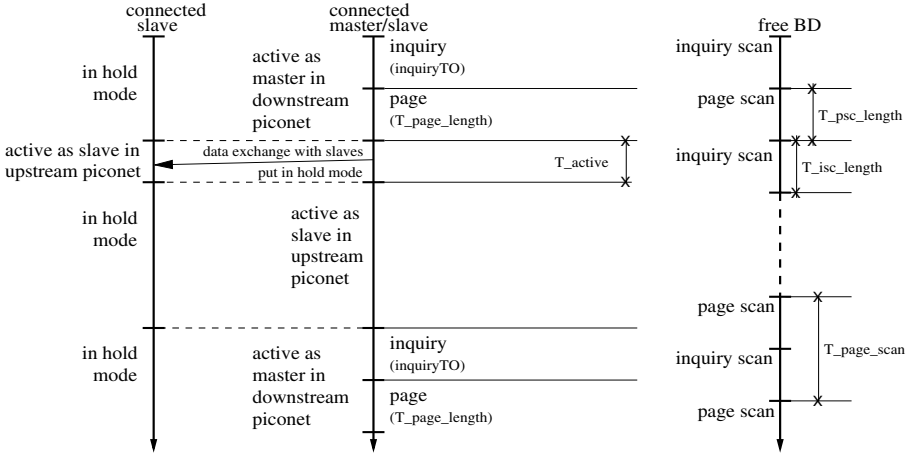 connected
slave
connected
master/slave
free BD
in hold
mode
active as
master in
downstream
piconet
inquiry
(inquiryTO)
page
(T_page_length)
inquiry scan
page scan
T_psc_length
active as slave in
upstream piconet
data exchange with slaves
put in hold mode
T_active
inquiry scan
T_isc_length
in hold
mode
active as
slave in
upstream
piconet
page scan
in hold
mode
active as
master in
downstream
piconet
inquiry
(inquiryTO)
page
(T_page_length)
inquiry scan
T_page_scan
page scan